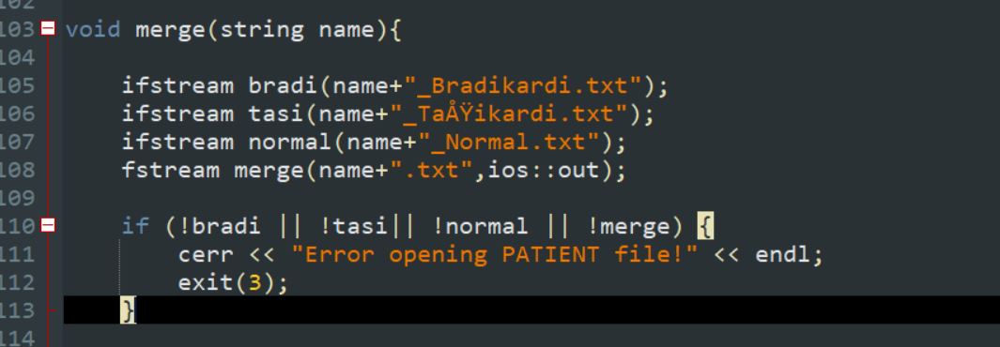 102
103 void merge(string name){
104
105     ifstream bradi(name+"_Bradikardi.txt");
106     ifstream tasi(name+"_TaÅŸikardi.txt");
107     ifstream normal(name+"_Normal.txt");
108     fstream merge(name+".txt",ios::out);
109
110     if (!bradi || !tasi|| !normal || !merge) {
111         cerr << "Error opening PATIENT file!" << endl;
112         exit(3);
113     }
114